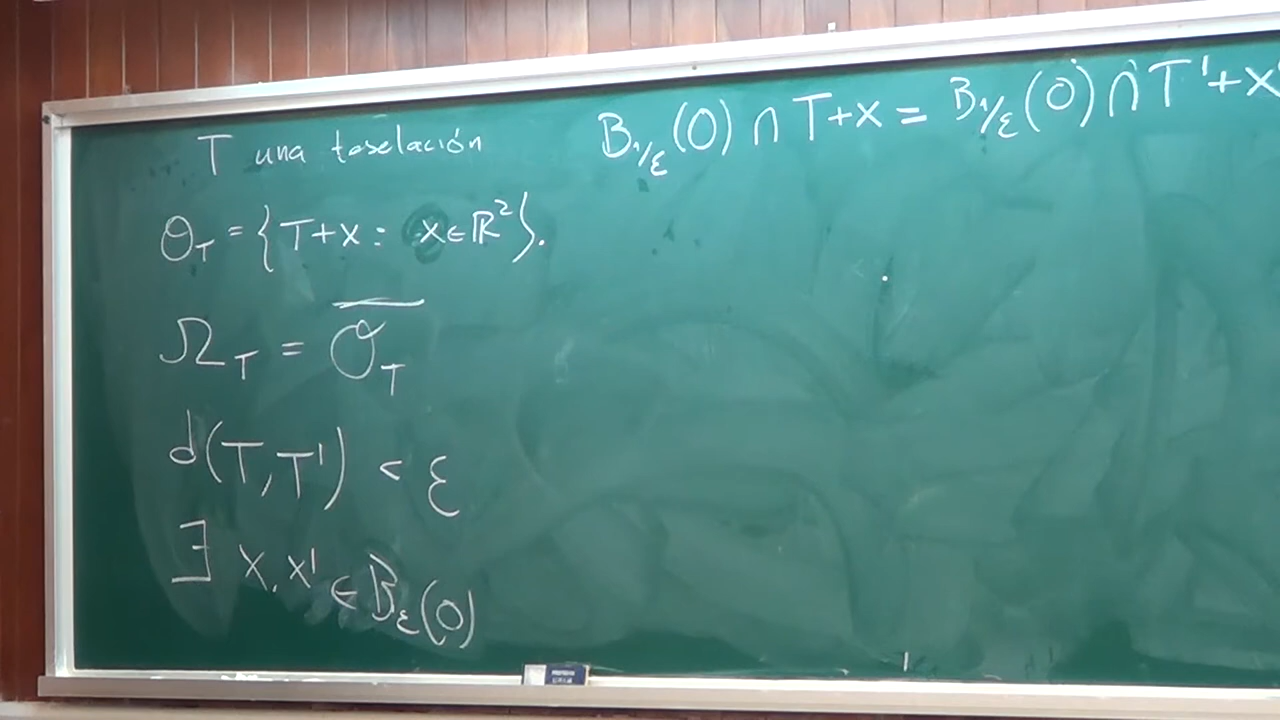 T una teselación
O_T = { T+x : x∈ℝ² }.
Ω_T = \overline{O_T}
d(T,T') < ε
∃ x, x' ∈ B_ε(0)
B_{1/ε}(0) ∩ T+x = B_{1/ε}(0) ∩ T'+x'